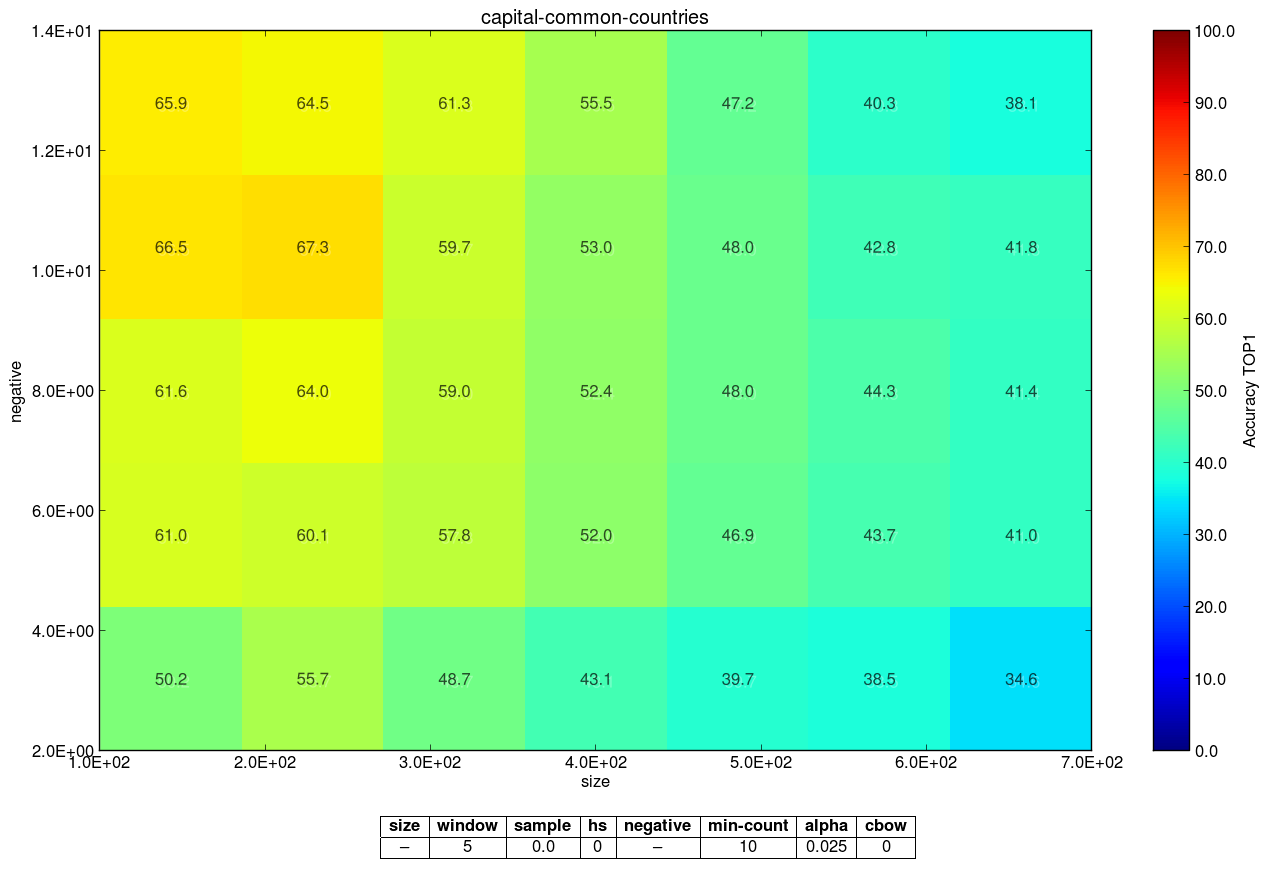 capital-common-countries
1.4E+01
100.0
65.9 64.5 61.3 55.5 47.2 40.3 38.1
90.0
1.2E+01
80.0
66.5 67.3 59.7 53.0 48.0 42.8 41.8
1.0E+01
70.0
60.0
negative
8.0E+00
61.6 64.0 59.0 52.4 48.0 44.3 41.4
50.0
Accuracy TOP1
40.0
6.0E+00
61.0 60.1 57.8 52.0 46.9 43.7 41.0
30.0
4.0E+00
20.0
50.2 55.7 48.7 43.1 39.7 38.5 34.6
10.0
2.0E+00
0.0
1.0E+02 2.0E+02 3.0E+02 4.0E+02 5.0E+02 6.0E+02 7.0E+02
size
size window sample hs negative min-count alpha cbow
– 5 0.0 0 – 10 0.025 0